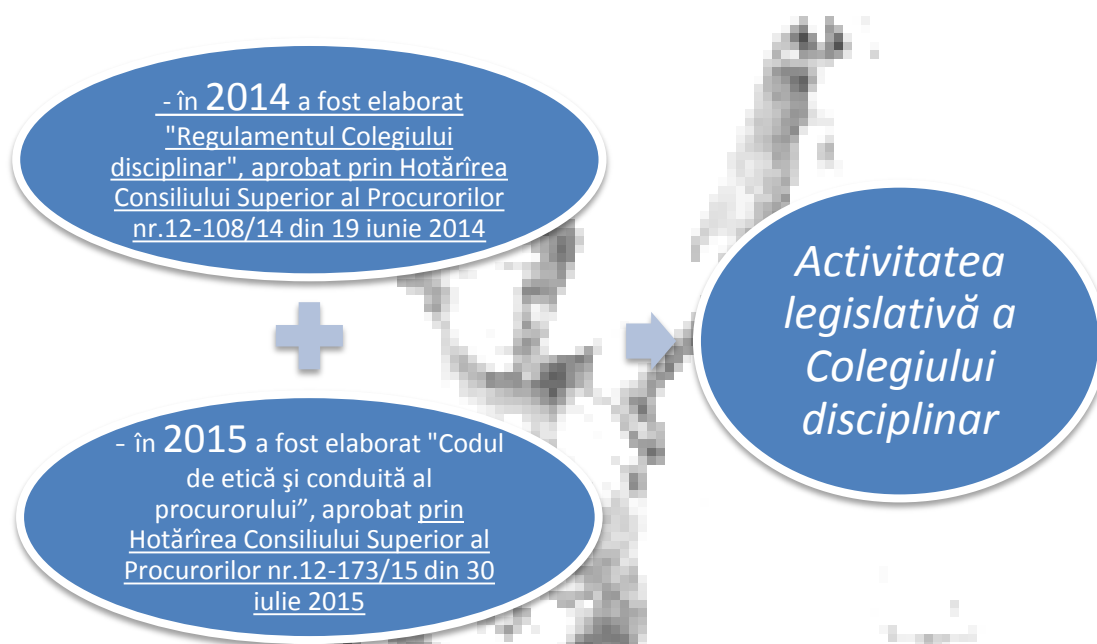 - în 2014 a fost elaborat
"Regulamentul Colegiului
disciplinar", aprobat prin Hotărîrea
Consiliului Superior al Procurorilor
nr.12-108/14 din 19 iunie 2014
- în 2015 a fost elaborat "Codul
de etică şi conduită al
procurorului”, aprobat prin
Hotărîrea Consiliului Superior al
Procurorilor nr.12-173/15 din 30
iulie 2015
Activitatea
legislativă a
Colegiului
disciplinar